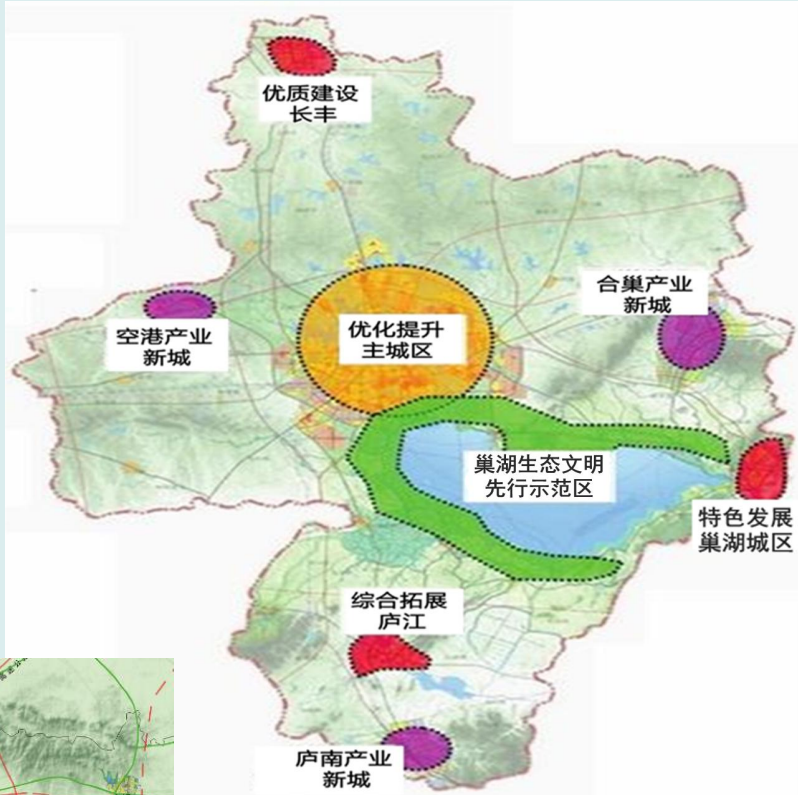 优质建设
长丰
合巢产业
新城
空港产业
新城
优化提升
主城区
巢湖生态文明
先行示范区
特色发展
巢湖城区
综合拓展
庐江
庐南产业
新城